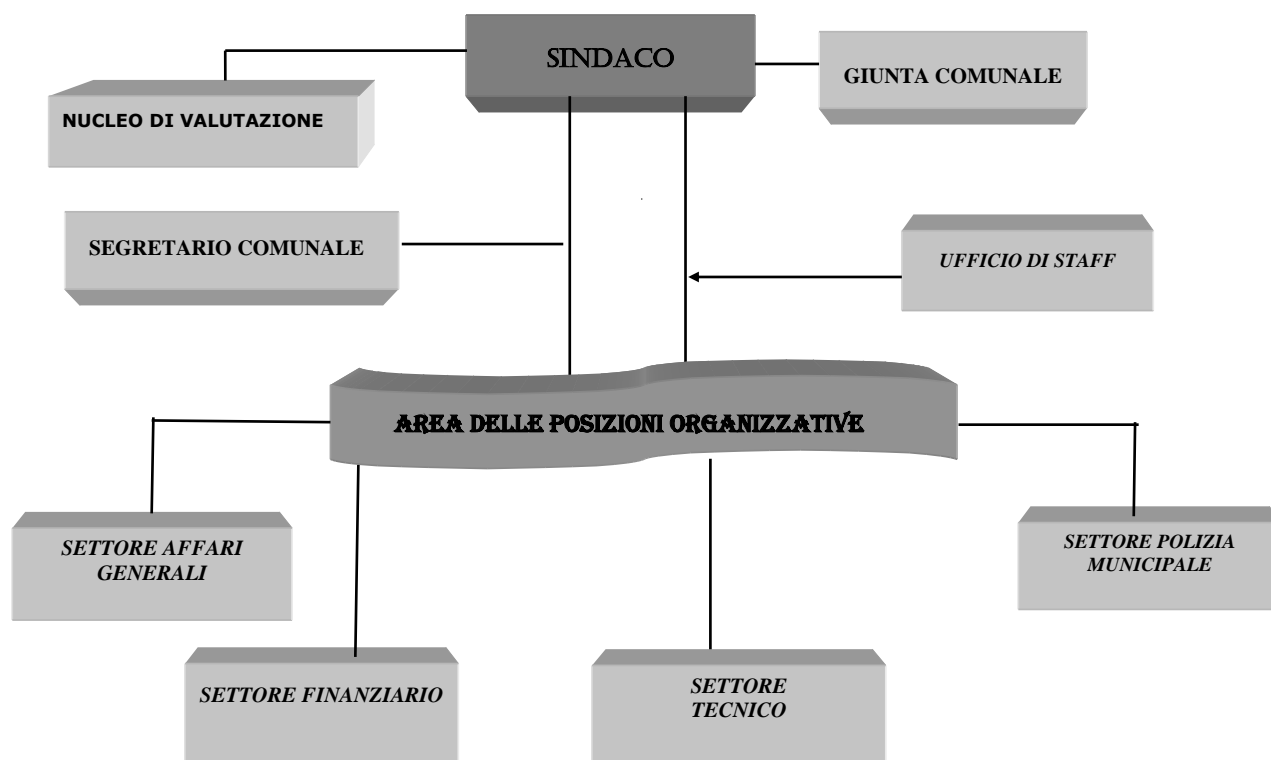 SINDACO
GIUNTA COMUNALE
NUCLEO DI VALUTAZIONE
SEGRETARIO COMUNALE
UFFICIO DI STAFF
AREA DELLE POSIZIONI ORGANIZZATIVE
SETTORE AFFARI
GENERALI
SETTORE POLIZIA
MUNICIPALE
SETTORE FINANZIARIO
SETTORE
TECNICO